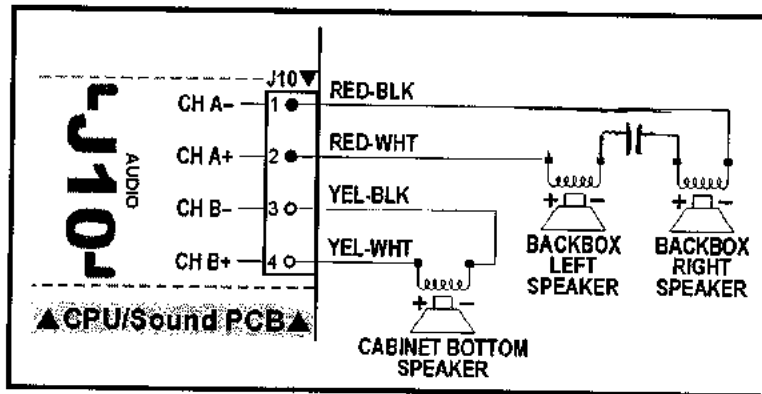 J10▼
CH A– 1 RED-BLK
CH A+ 2 RED-WHT
CH B– 3 YEL-BLK
CH B+ 4 YEL-WHT
J10
AUDIO
+ –
BACKBOX
LEFT
SPEAKER
+ –
BACKBOX
RIGHT
SPEAKER
+ –
CABINET BOTTOM
SPEAKER
▲CPU/Sound PCB▲